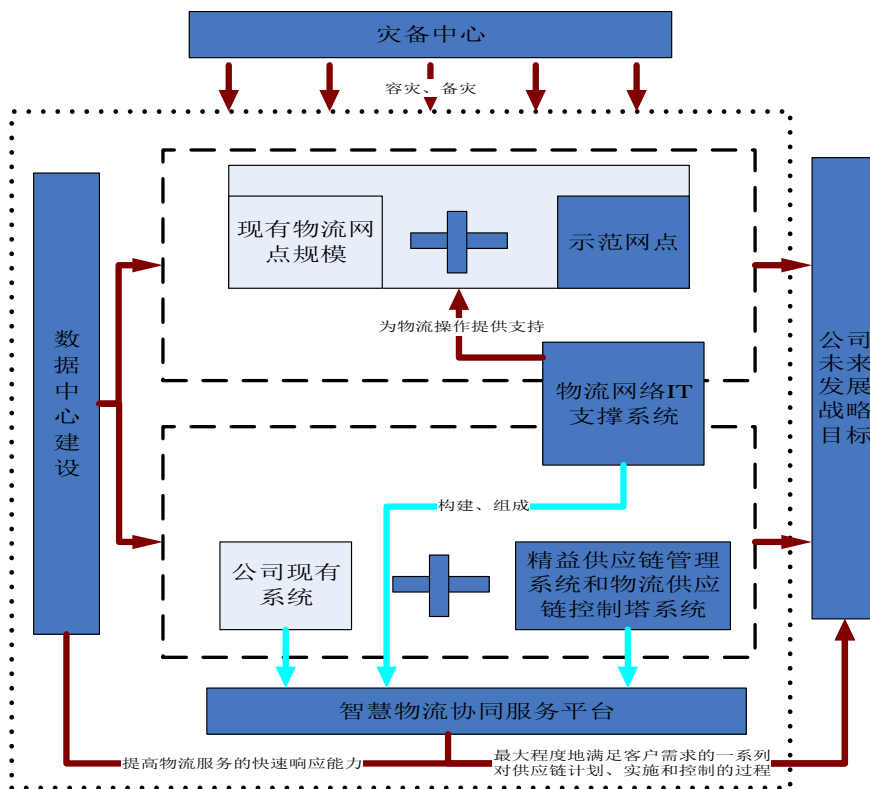 灾备中心
容灾、备灾
现有物流网
点规模
示范网点
为物流操作提供支持
物流网络IT
支撑系统
数
据
中
心
建
设
公司
未来
发展
战略
目标
构建、组成
公司现有
系统
精益供应链管理
系统和物流供应
链控制塔系统
智慧物流协同服务平台
提高物流服务的快速响应能力
最大程度地满足客户需求的一系列
对供应链计划、实施和控制的过程